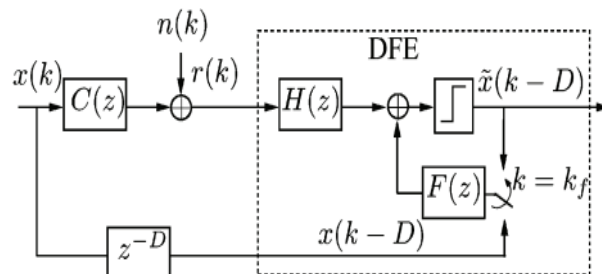 n(k)
DFE
x(k)
r(k)
x̃(k − D)
C(z)
H(z)
F(z)
k = k_f
z^{−D}
x(k − D)